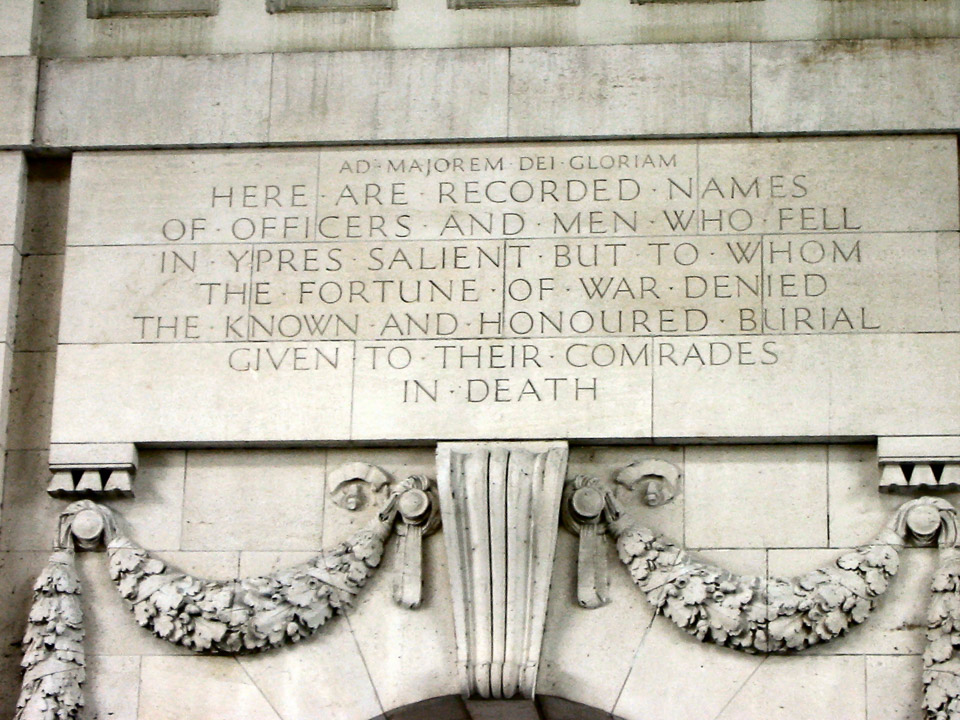 AD·MAJOREM·DEI·GLORIAM
HERE·ARE·RECORDED·NAMES
OF·OFFICERS·AND·MEN·WHO·FELL
IN·YPRES·SALIENT·BUT·TO·WHOM
THE·FORTUNE·OF·WAR·DENIED
THE·KNOWN·AND·HONOURED·BURIAL
GIVEN·TO·THEIR·COMRADES
IN·DEATH